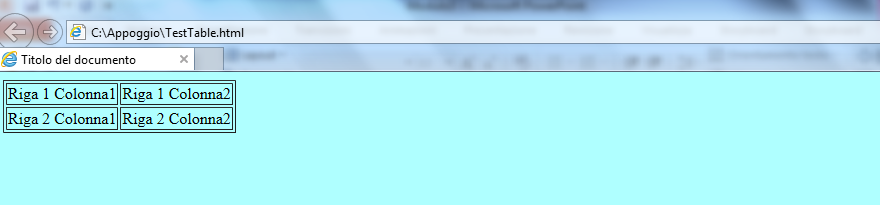 C:\Appoggio\TestTable.html
Titolo del documento
Riga 1 Colonna1 Riga 1 Colonna2
Riga 2 Colonna1 Riga 2 Colonna2